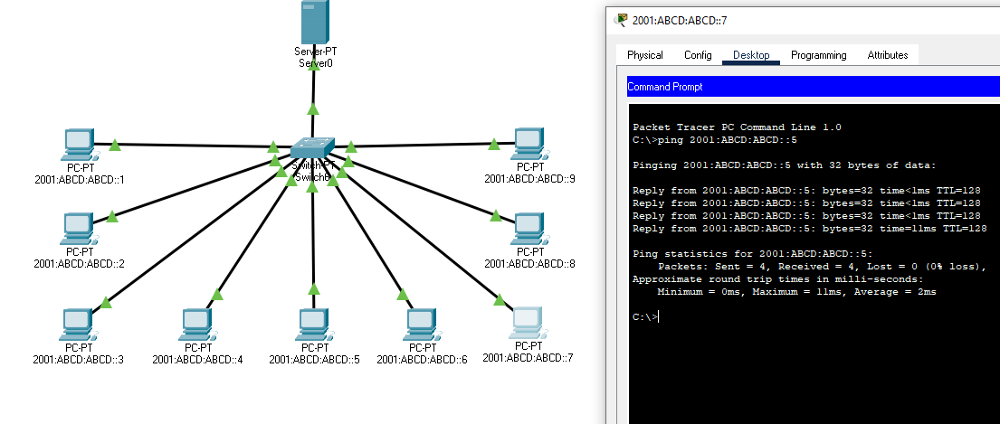 Server-PT
Server0
PC-PT
2001:ABCD:ABCD::1
Switch-PT
Switch6
PC-PT
2001:ABCD:ABCD::9
PC-PT
2001:ABCD:ABCD::2
PC-PT
2001:ABCD:ABCD::8
PC-PT
2001:ABCD:ABCD::3
PC-PT
2001:ABCD:ABCD::4
PC-PT
2001:ABCD:ABCD::5
PC-PT
2001:ABCD:ABCD::6
PC-PT
2001:ABCD:ABCD::7
2001:ABCD:ABCD::7
Physical Config Desktop Programming Attributes
Command Prompt
Packet Tracer PC Command Line 1.0
C:\>ping 2001:ABCD:ABCD::5
Pinging 2001:ABCD:ABCD::5 with 32 bytes of data:
Reply from 2001:ABCD:ABCD::5: bytes=32 time<1ms TTL=128
Reply from 2001:ABCD:ABCD::5: bytes=32 time<1ms TTL=128
Reply from 2001:ABCD:ABCD::5: bytes=32 time<1ms TTL=128
Reply from 2001:ABCD:ABCD::5: bytes=32 time=11ms TTL=128
Ping statistics for 2001:ABCD:ABCD::5:
Packets: Sent = 4, Received = 4, Lost = 0 (0% loss),
Approximate round trip times in milli-seconds:
Minimum = 0ms, Maximum = 11ms, Average = 2ms
C:\>